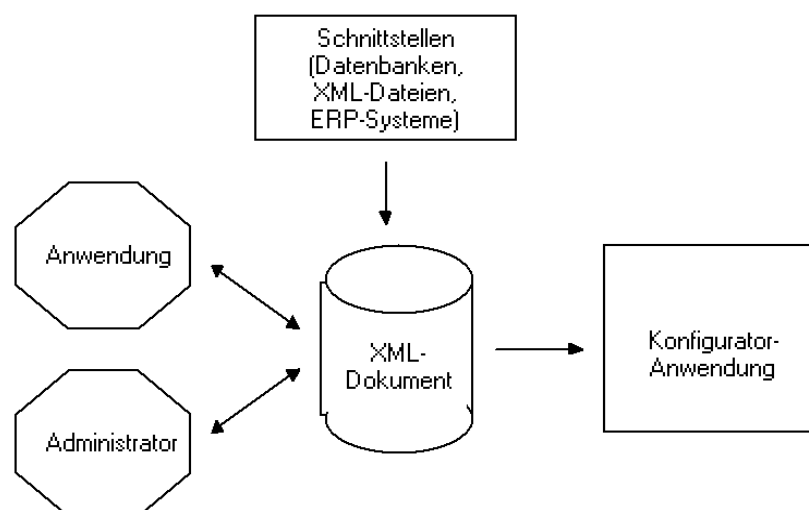 Schnittstellen
(Datenbanken,
XML-Dateien,
ERP-Systeme)
Anwendung
XML-
Dokument
Konfigurator-
Anwendung
Administrator